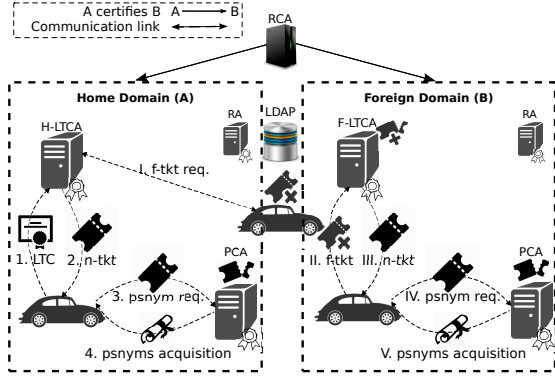 A certifies B A B
Communication link
RCA
Home Domain (A)
LDAP
Foreign Domain (B)
H-LTCA
RA
F-LTCA
RA
I. f-tkt req.
1. LTC
2. n-tkt
PCA
II. f-tkt
III. n-tkt
PCA
3. psnym req.
IV. psnym req.
4. psnyms acquisition
V. psnyms acquisition